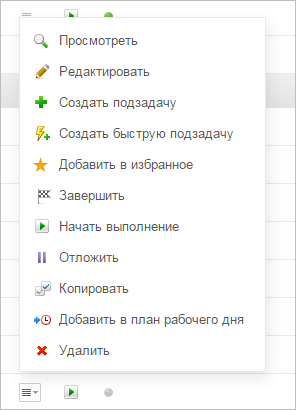 Просмотреть
Редактировать
Создать подзадачу
Создать быструю подзадачу
Добавить в избранное
Завершить
Начать выполнение
Отложить
Копировать
Добавить в план рабочего дня
Удалить